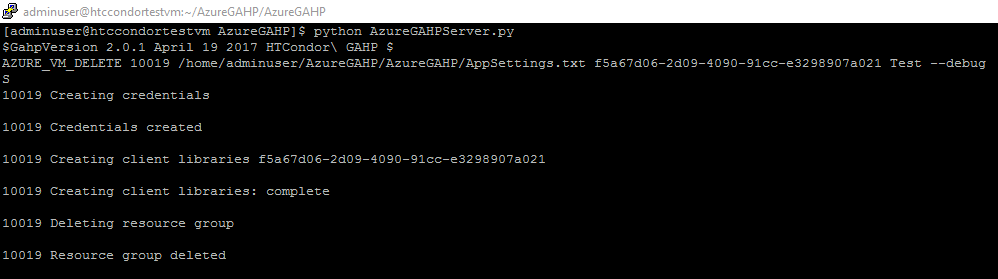 adminuser@htccondortestvm:~/AzureGAHP/AzureGAHP
[adminuser@htccondortestvm AzureGAHP]$ python AzureGAHPServer.py
$GahpVersion 2.0.1 April 19 2017 HTCondor\ GAHP $
AZURE_VM_DELETE 10019 /home/adminuser/AzureGAHP/AzureGAHP/AppSettings.txt f5a67d06-2d09-4090-91cc-e3298907a021 Test --debug
S
10019 Creating credentials
10019 Credentials created
10019 Creating client libraries f5a67d06-2d09-4090-91cc-e3298907a021
10019 Creating client libraries: complete
10019 Deleting resource group
10019 Resource group deleted